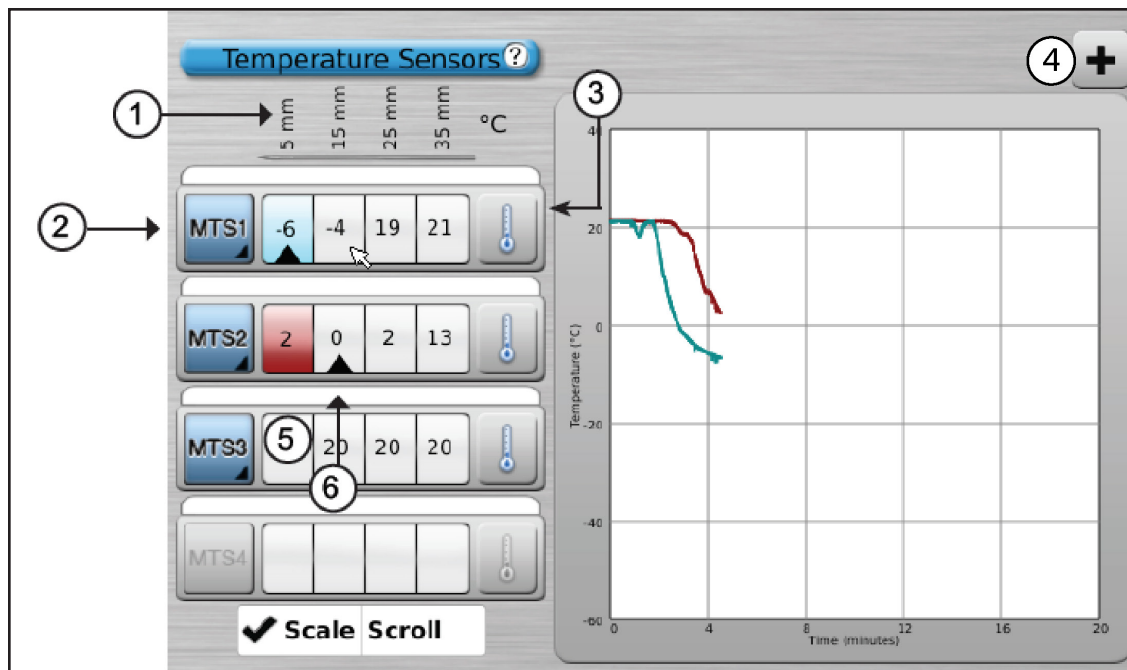 Temperature Sensors ?
4
+
3
1
5 mm
15 mm
25 mm
35 mm
°C
2
MTS1
-6
-4
19
21
MTS2
2
0
2
13
MTS3
5
20
20
20
6
MTS4
✔ Scale Scroll
40
20
0
-20
-40
-60
Temperature (°C)
0 4 8 12 16 20
Time (minutes)